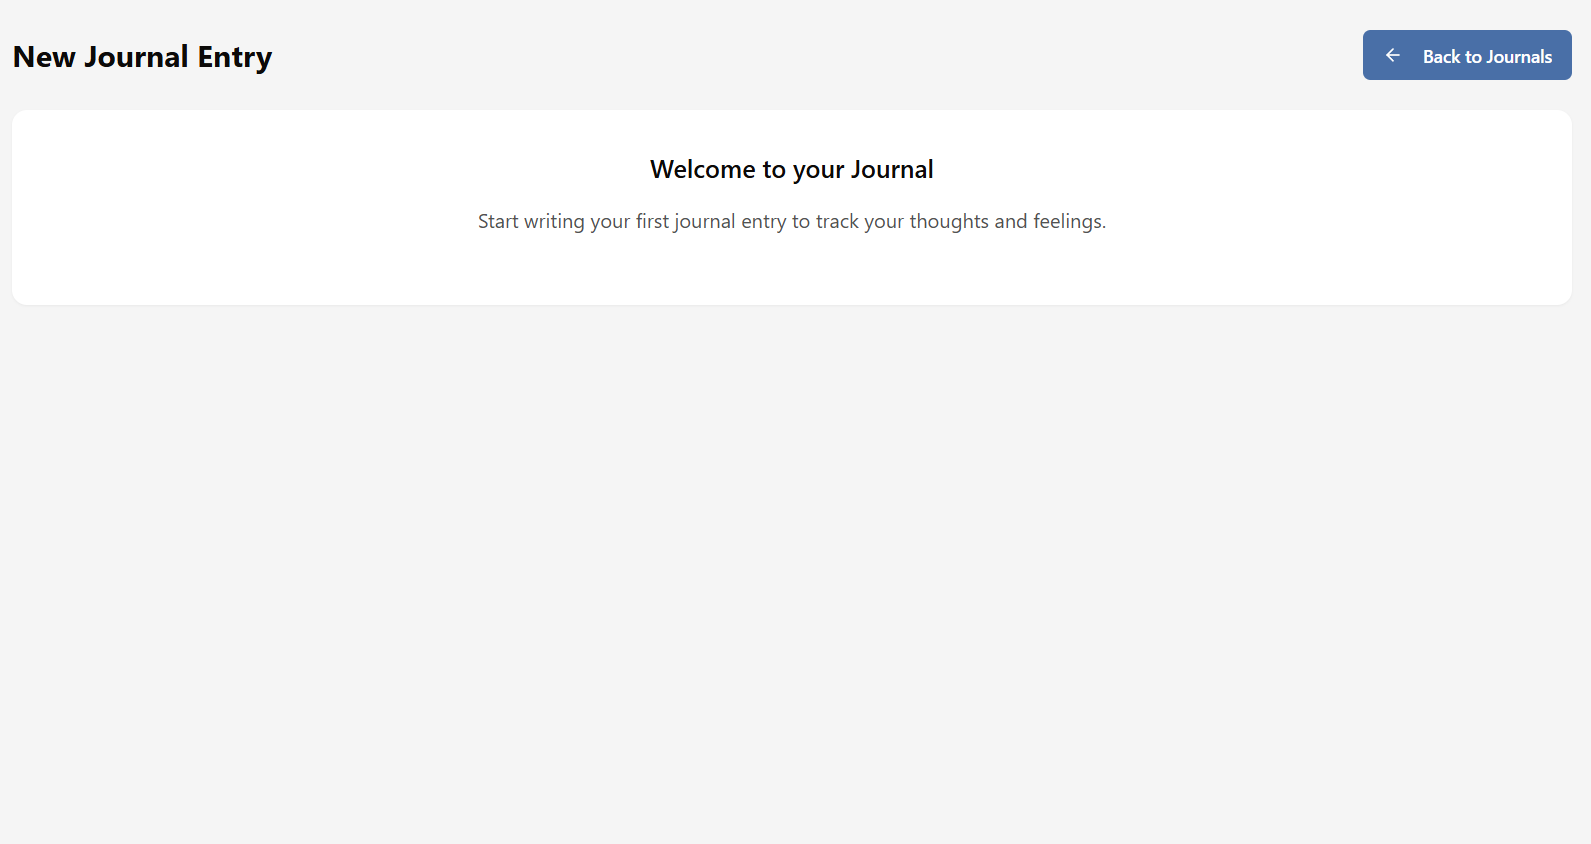 New Journal Entry
Back to Journals
Welcome to your Journal
Start writing your first journal entry to track your thoughts and feelings.